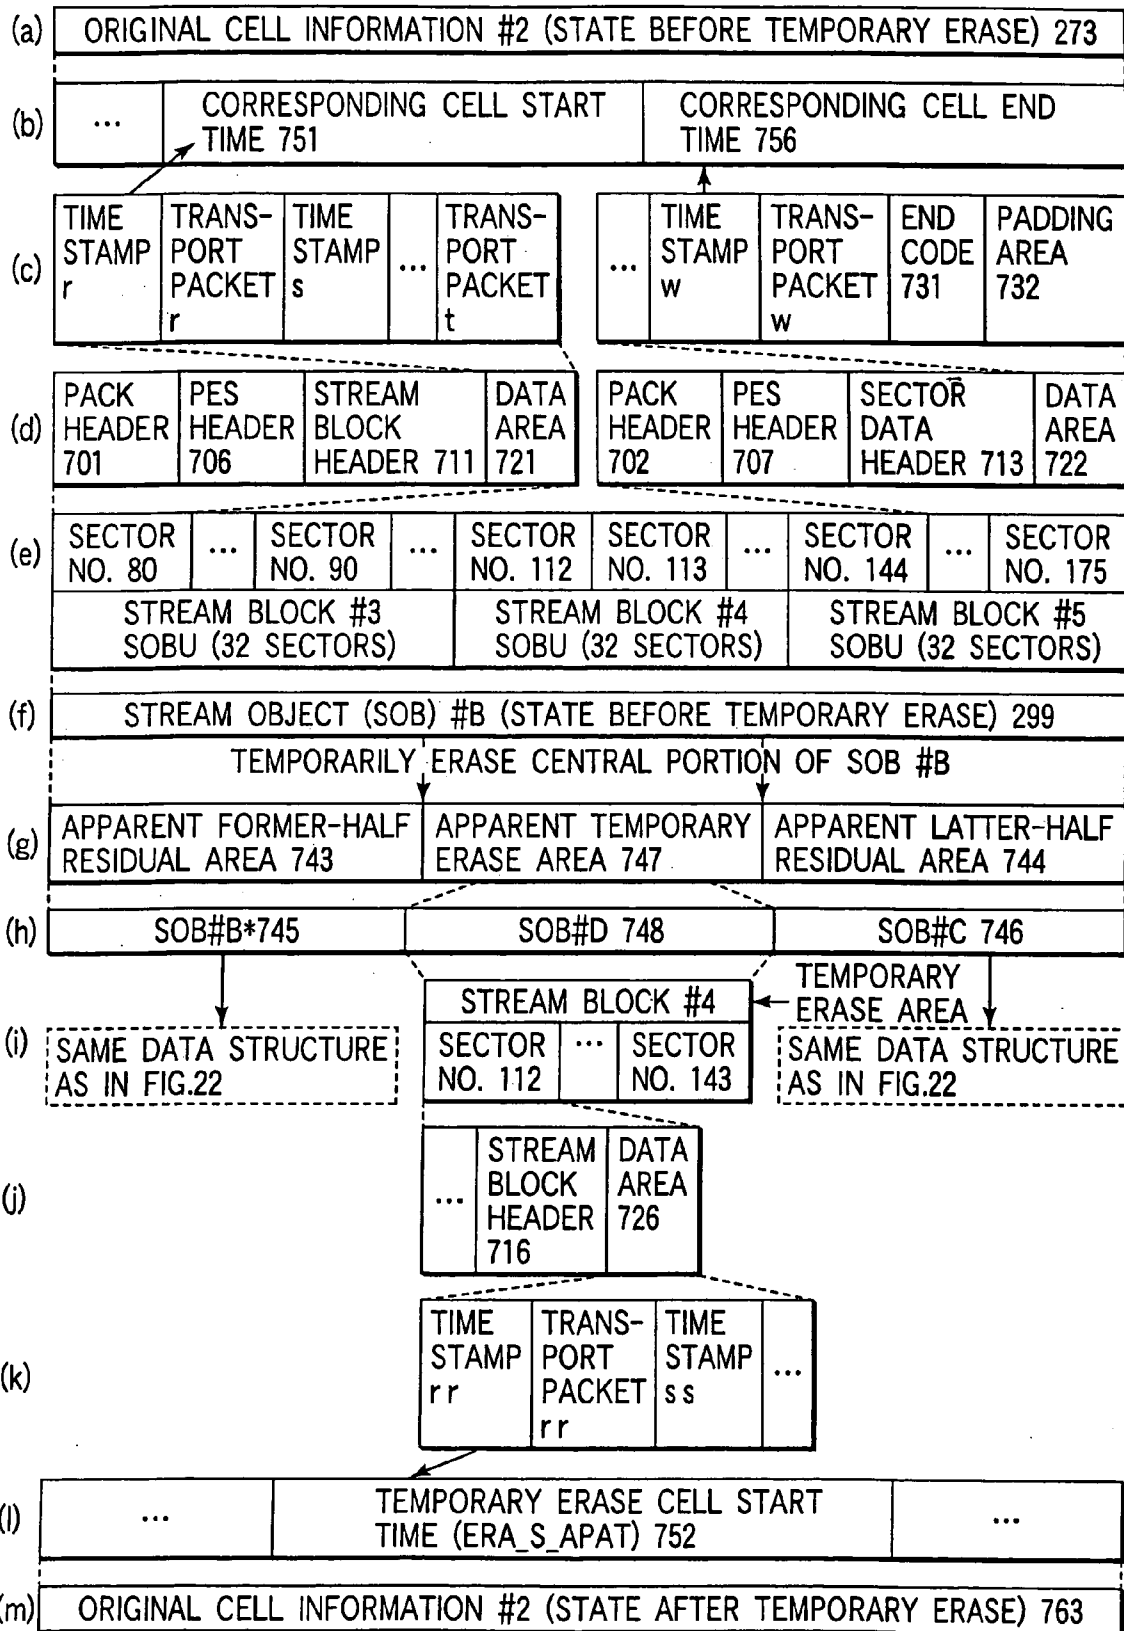 (a) ORIGINAL CELL INFORMATION #2 (STATE BEFORE TEMPORARY ERASE) 273
(b)
...
CORRESPONDING CELL START
TIME 751
CORRESPONDING CELL END
TIME 756
(c)
TIME
STAMP
r
TRANS-
PORT
PACKET
r
TIME
STAMP
s
...
TRANS-
PORT
PACKET
t
...
TIME
STAMP
w
TRANS-
PORT
PACKET
w
END
CODE
731
PADDING
AREA
732
(d)
PACK
HEADER
701
PES
HEADER
706
STREAM
BLOCK
HEADER 711
DATA
AREA
721
PACK
HEADER
702
PES
HEADER
707
SECTOR
DATA
HEADER 713
DATA
AREA
722
(e)
SECTOR
NO. 80
...
SECTOR
NO. 90
...
SECTOR
NO. 112
SECTOR
NO. 113
...
SECTOR
NO. 144
...
SECTOR
NO. 175
STREAM BLOCK #3
SOBU (32 SECTORS)
STREAM BLOCK #4
SOBU (32 SECTORS)
STREAM BLOCK #5
SOBU (32 SECTORS)
(f) STREAM OBJECT (SOB) #B (STATE BEFORE TEMPORARY ERASE) 299
TEMPORARILY ERASE CENTRAL PORTION OF SOB #B
(g)
APPARENT FORMER-HALF
RESIDUAL AREA 743
APPARENT TEMPORARY
ERASE AREA 747
APPARENT LATTER-HALF
RESIDUAL AREA 744
(h) SOB#B*745 SOB#D 748 SOB#C 746
(i)
SAME DATA STRUCTURE
AS IN FIG.22
STREAM BLOCK #4
SECTOR
NO. 112
...
SECTOR
NO. 143
TEMPORARY
ERASE AREA
SAME DATA STRUCTURE
AS IN FIG.22
(j)
...
STREAM
BLOCK
HEADER
716
DATA
AREA
726
(k)
TIME
STAMP
rr
TRANS-
PORT
PACKET
rr
TIME
STAMP
ss
...
(l)
...
TEMPORARY ERASE CELL START
TIME (ERA_S_APAT) 752
...
(m) ORIGINAL CELL INFORMATION #2 (STATE AFTER TEMPORARY ERASE) 763